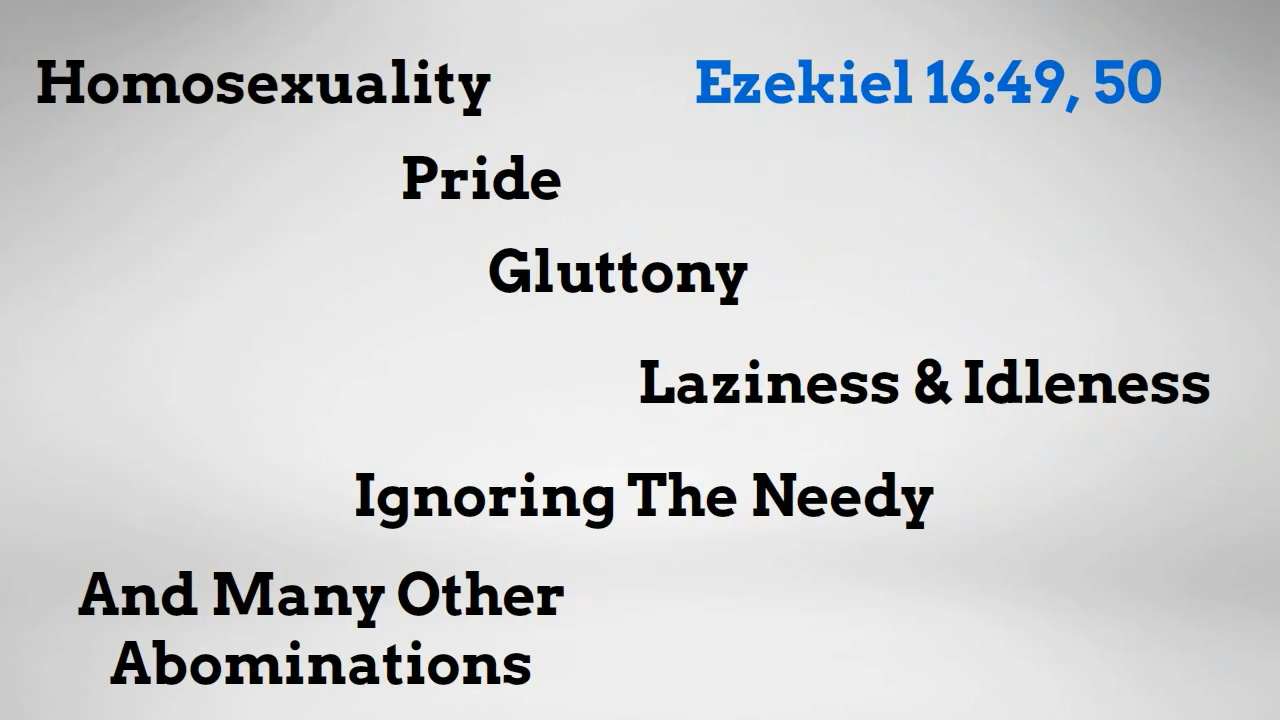 Homosexuality
Ezekiel 16:49, 50
Pride
Gluttony
Laziness & Idleness
Ignoring The Needy
And Many Other
Abominations